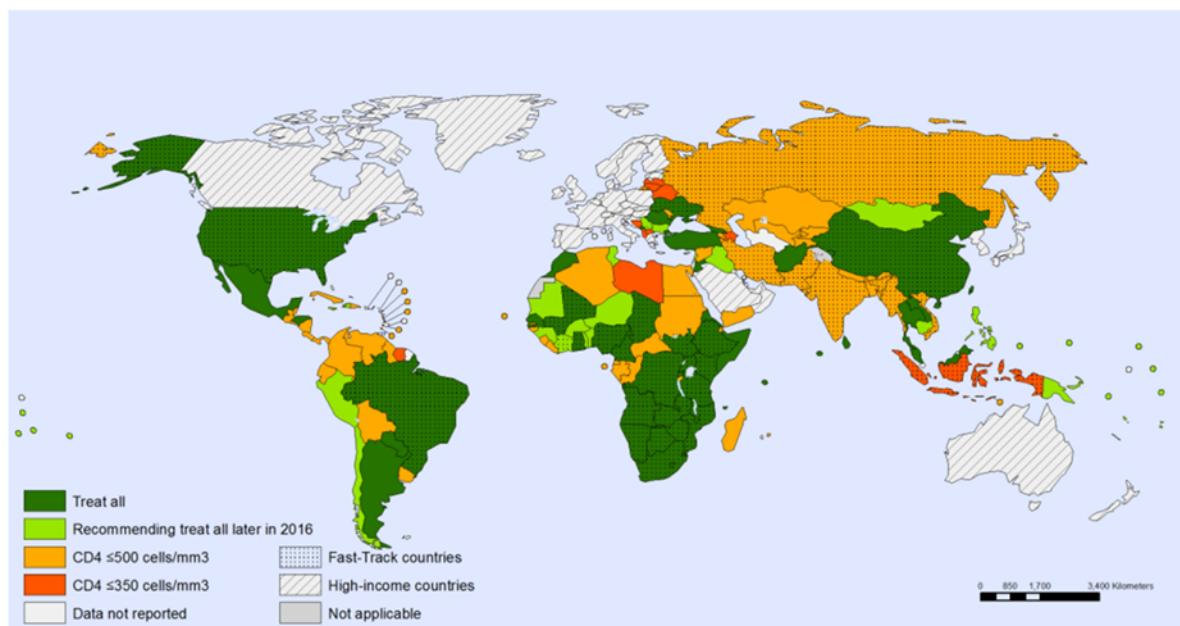 Treat all
Recommending treat all later in 2016
CD4 ≤500 cells/mm3
CD4 ≤350 cells/mm3
Data not reported
Fast-Track countries
High-income countries
Not applicable
0 850 1,700 3,400 Kilometers